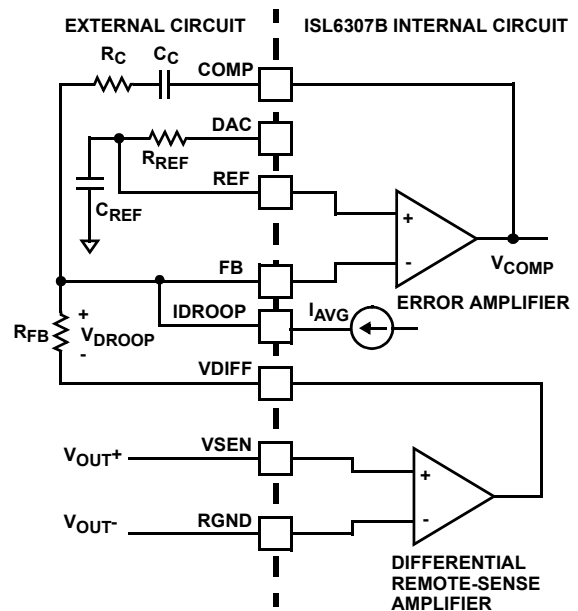 EXTERNAL CIRCUIT
ISL6307B INTERNAL CIRCUIT
RC
CC
COMP
DAC
RREF
REF
CREF
+
-
VCOMP
ERROR AMPLIFIER
FB
IDROOP
IAVG
RFB
+
VDROOP
-
VDIFF
VOUT+
VSEN
+
VOUT-
RGND
-
DIFFERENTIAL
REMOTE-SENSE
AMPLIFIER